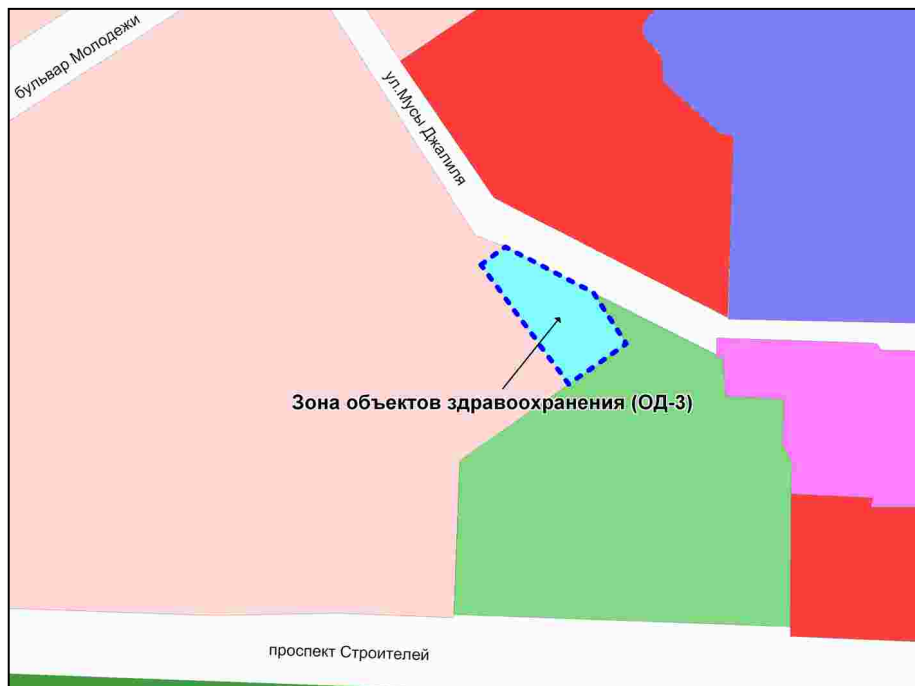 бульвар Молодежи
ул.Мусы Джалиля
Зона объектов здравоохранения (ОД-3)
проспект Строителей